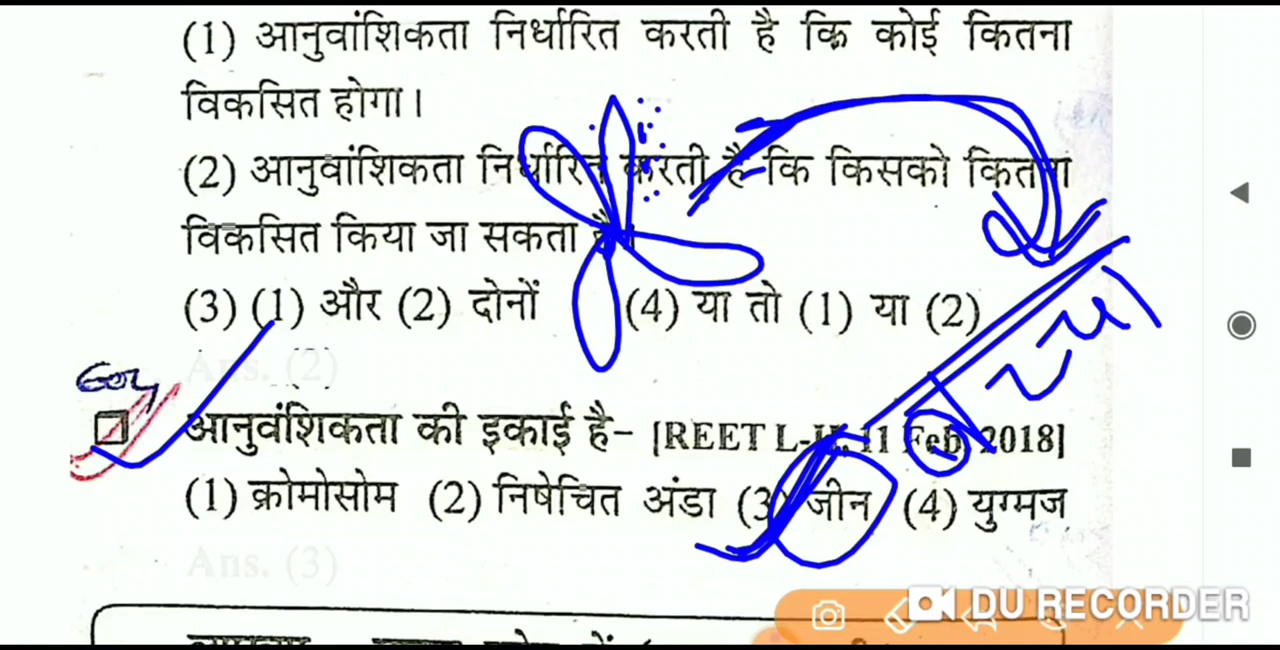 (1) आनुवांशिकता निर्धारित करती है कि कोई कितना
विकसित होगा।
(2) आनुवांशिकता निर्धारित करती है कि किसको कितना
विकसित किया जा सकता है।
(3) (1) और (2) दोनों (4) या तो (1) या (2)
Ans. (2)
आनुवंशिकता की इकाई है– [REET L-II, 11 Feb. 2018]
(1) क्रोमोसोम (2) निषेचित अंडा (3) जीन (4) युग्मज
Ans. (3)
DU RECORDER